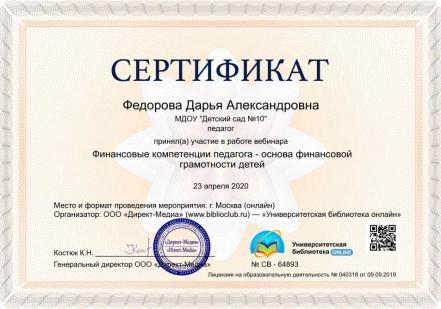 СЕРТИФИКАТ
Федорова Дарья Александровна
МДОУ "Детский сад №10"
педагог
принял(а) участие в работе вебинара
Финансовые компетенции педагога - основа финансовой
грамотности детей
23 апреля 2020
Место и формат проведения мероприятия: г. Москва (онлайн)
Организатор: ООО «Директ-Медиа» (www.biblioclub.ru) — «Университетская библиотека онлайн»
«Директ-Медиа»
«Direct-Media»
Университетская
библиотека ONLINE
Костюк К.Н.
Генеральный директор ООО «Директ-Медиа»
№ СВ - 64893
Лицензия на образовательную деятельность № 040318 от 09.09.2019